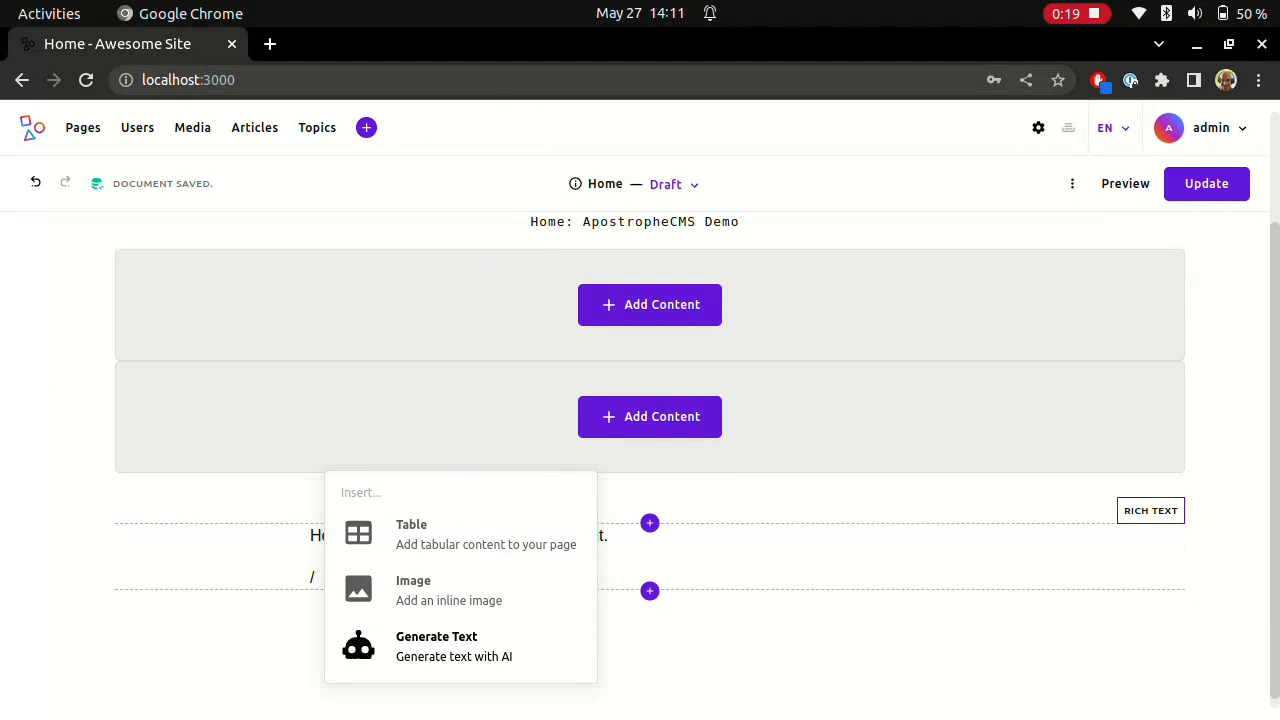 Activities
Google Chrome
May 27 14:11
0:19
50 %
Home - Awesome Site
localhost:3000
Pages
Users
Media
Articles
Topics
EN
A
admin
DOCUMENT SAVED.
Home — Draft
Preview
Update
Home: ApostropheCMS Demo
Add Content
Add Content
RICH TEXT
Insert...
Table
Add tabular content to your page
t.
/
Image
Add an inline image
Generate Text
Generate text with AI